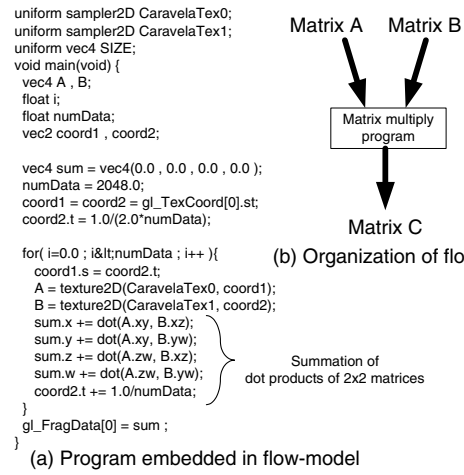 uniform sampler2D CaravelaTex0;
uniform sampler2D CaravelaTex1;
uniform vec4 SIZE;
void main(void) {
vec4 A , B;
float i;
float numData;
vec2 coord1 , coord2;
vec4 sum = vec4(0.0 , 0.0 , 0.0 , 0.0 );
numData = 2048.0;
coord1 = coord2 = gl_TexCoord[0].st;
coord2.t = 1.0/(2.0*numData);
for( i=0.0 ; i&lt;numData ; i++ ){
coord1.s = coord2.t;
A = texture2D(CaravelaTex0, coord1);
B = texture2D(CaravelaTex1, coord2);
sum.x += dot(A.xy, B.xz);
sum.y += dot(A.xy, B.yw);
sum.z += dot(A.zw, B.xz);
sum.w += dot(A.zw, B.yw);
coord2.t += 1.0/numData;
}
gl_FragData[0] = sum ;
}
Summation of
dot products of 2x2 matrices
(a) Program embedded in flow-model
Matrix A
Matrix B
Matrix multiply
program
Matrix C
(b) Organization of flo